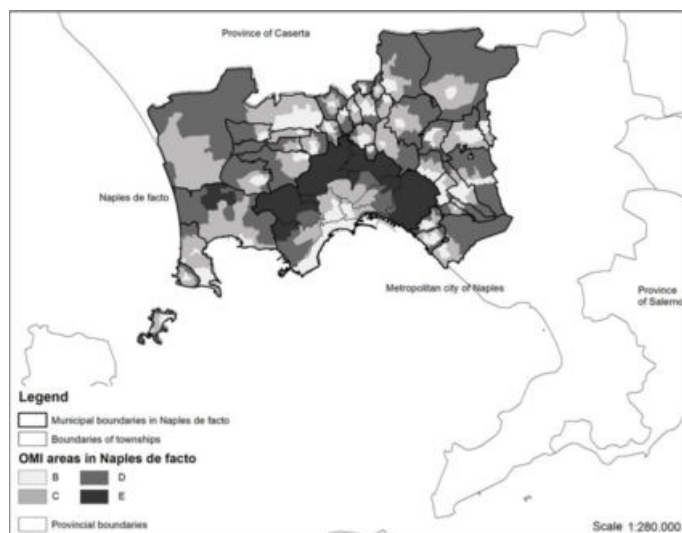 Province of Caserta
Naples de facto
Metropolitan city of Naples
Province
of Salerno
Legend
Municipal boundaries in Naples de facto
Boundaries of townships
OMI areas in Naples de facto
B D
C E
Provincial boundaries
Scale 1:280.000